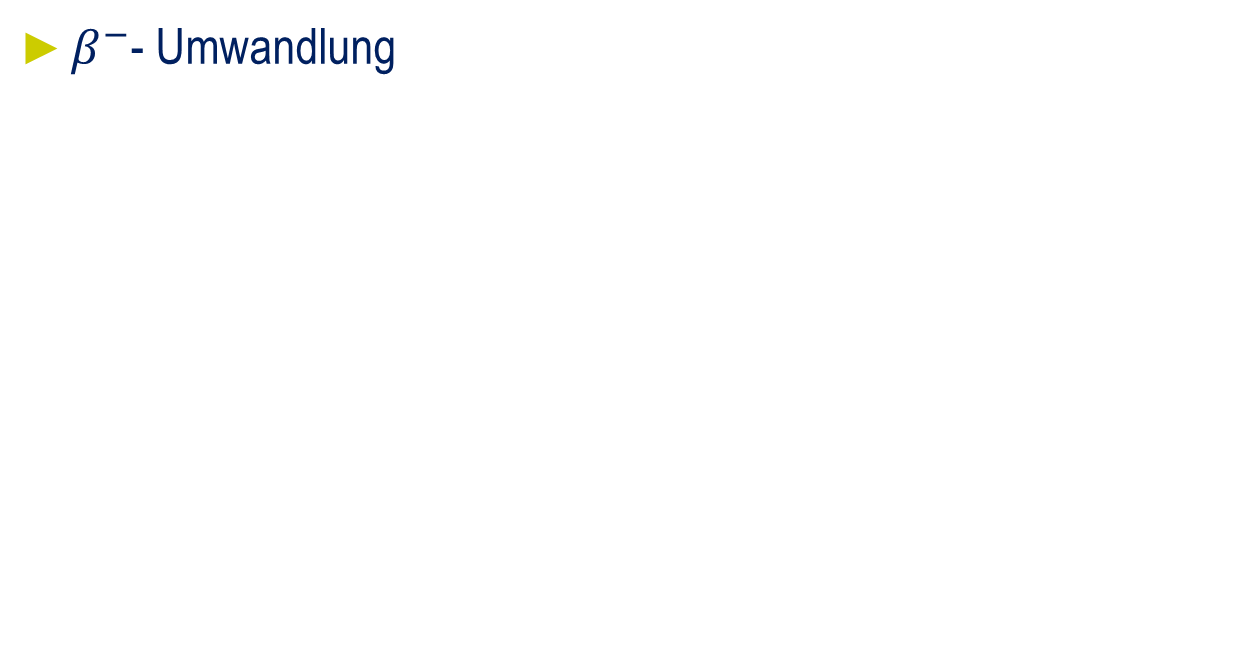 ► β⁻- Umwandlung